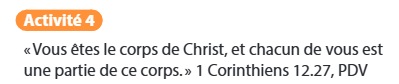 Activité 4
« Vous êtes le corps de Christ, et chacun de vous est
une partie de ce corps. » 1 Corinthiens 12.27, PDV